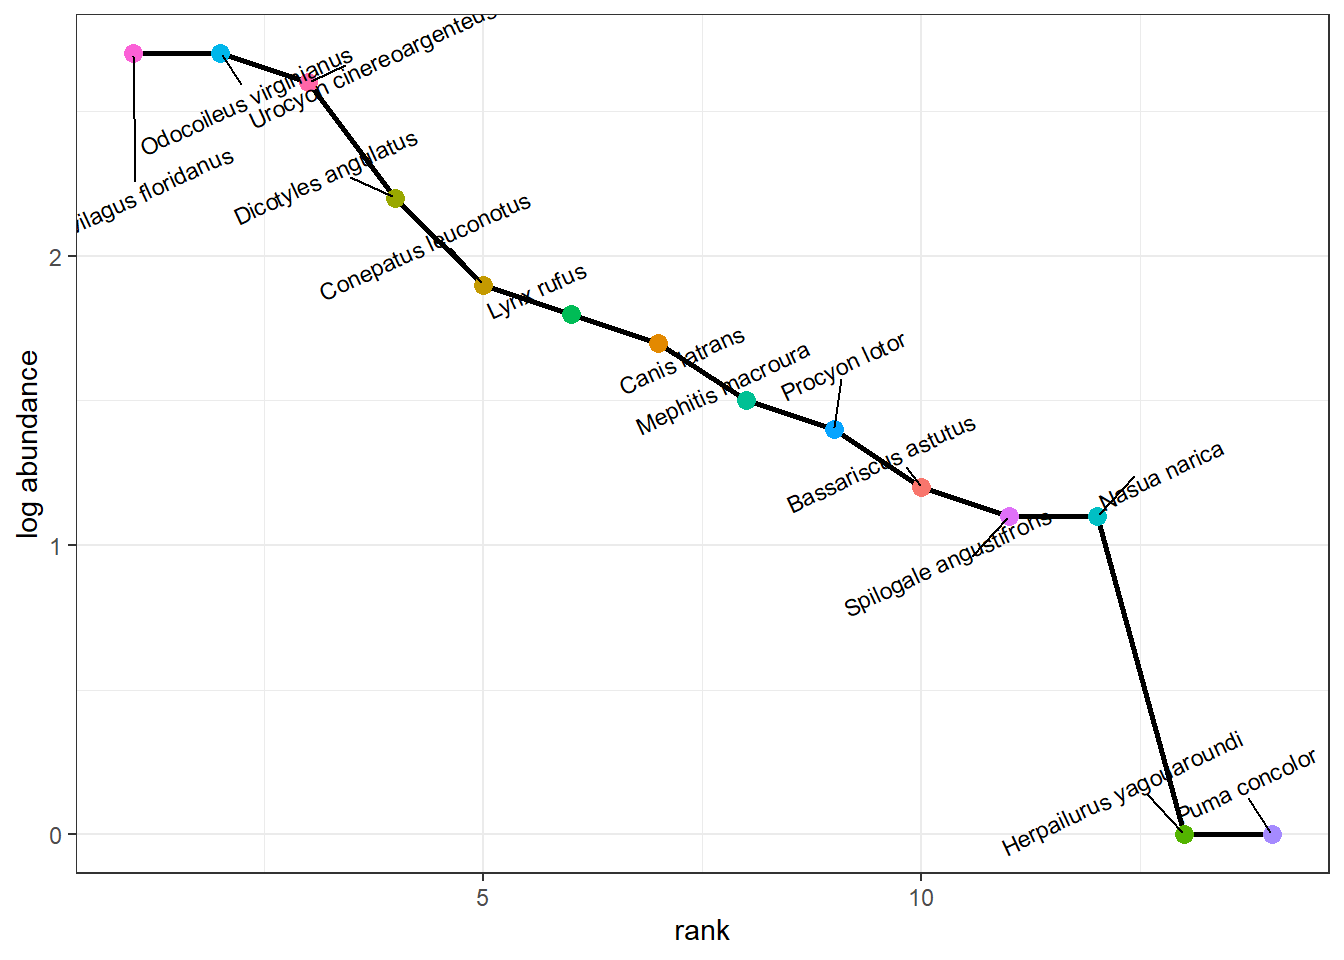 Urocyon cinereoargenteus
Odocoileus virginianus
floridanus
Dicotyles angulatus
Conepatus leuconotus
Lynx rufus
Canis latrans
Mephitis macroura
Procyon lotor
Bassariscus astutus
Nasua narica
Spilogale angustifrons
Herpailurus yagouaroundi
Puma concolor
2
1
0
log abundance
5
10
rank